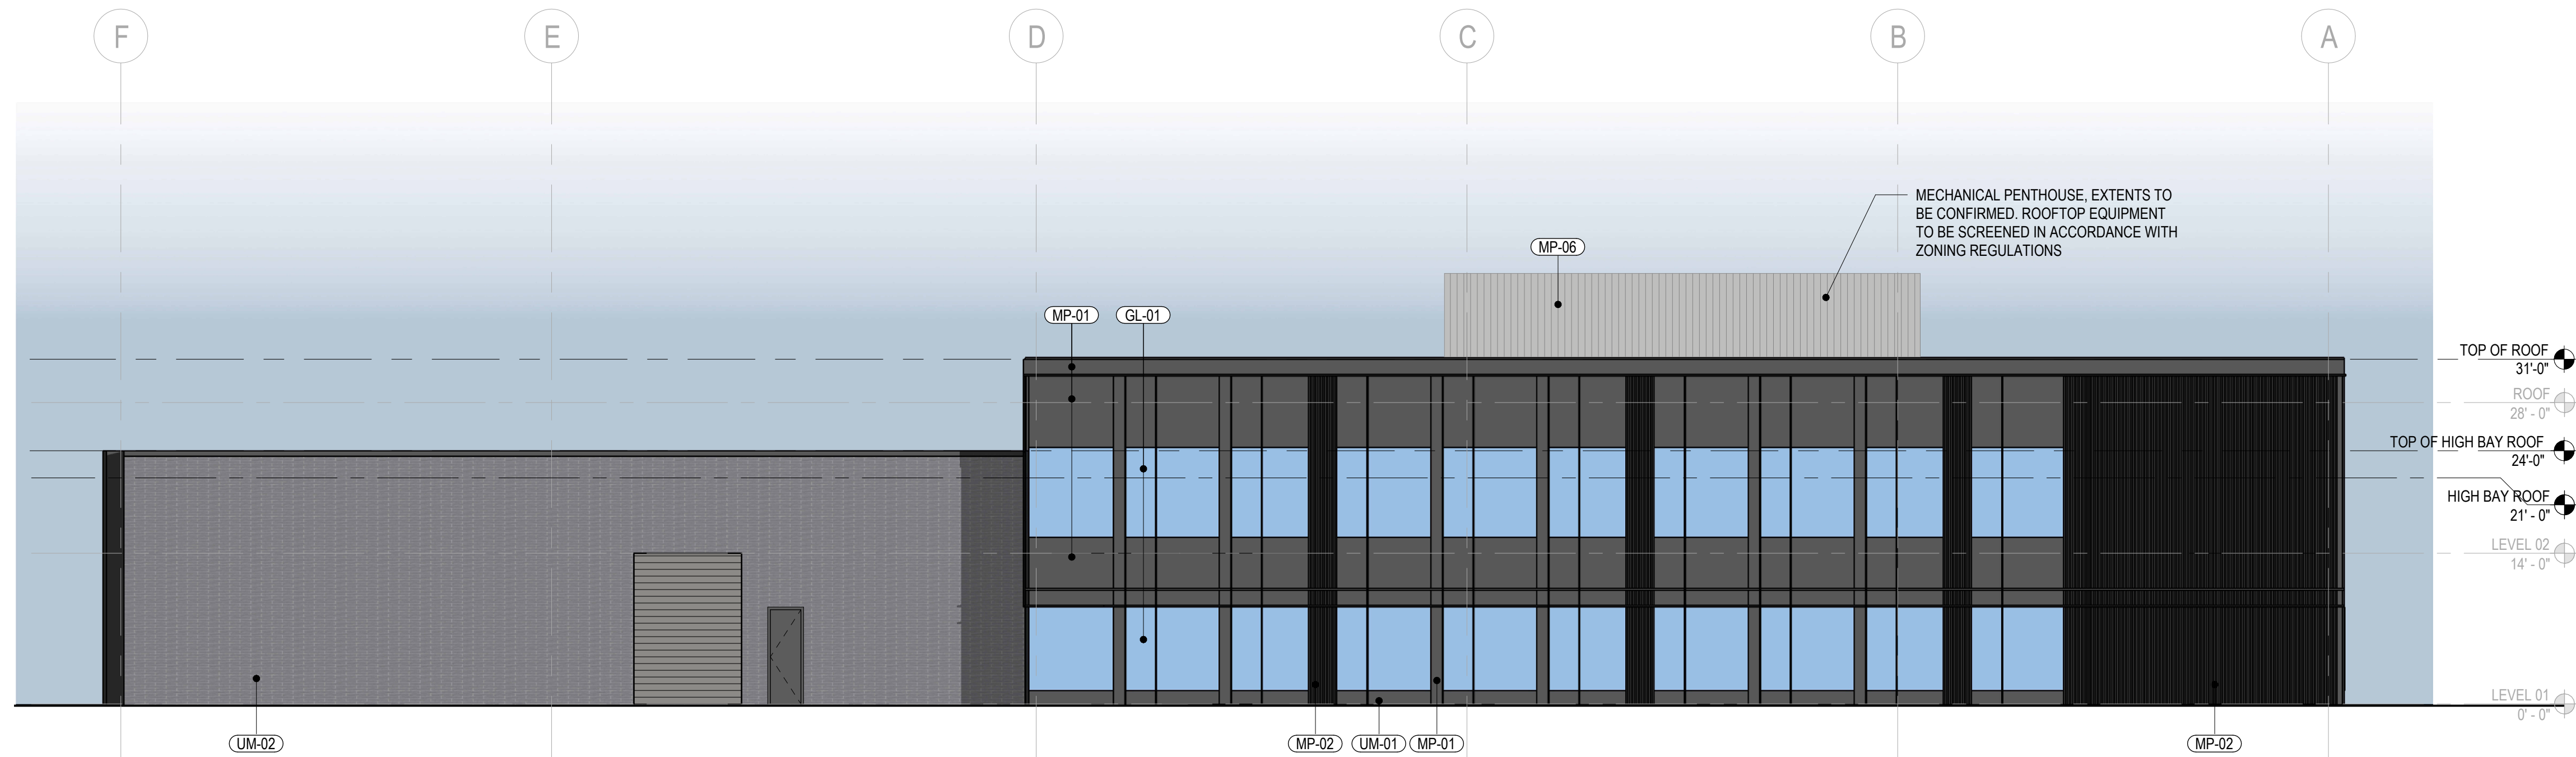 F
E
D
C
B
A
MECHANICAL PENTHOUSE, EXTENTS TO
BE CONFIRMED. ROOFTOP EQUIPMENT
TO BE SCREENED IN ACCORDANCE WITH
ZONING REGULATIONS
MP-06
MP-01
GL-01
TOP OF ROOF
31'-0"
ROOF
28' - 0"
TOP OF HIGH BAY ROOF
24'-0"
HIGH BAY ROOF
21' - 0"
LEVEL 02
14' - 0"
LEVEL 01
0' - 0"
UM-02
MP-02
UM-01
MP-01
MP-02